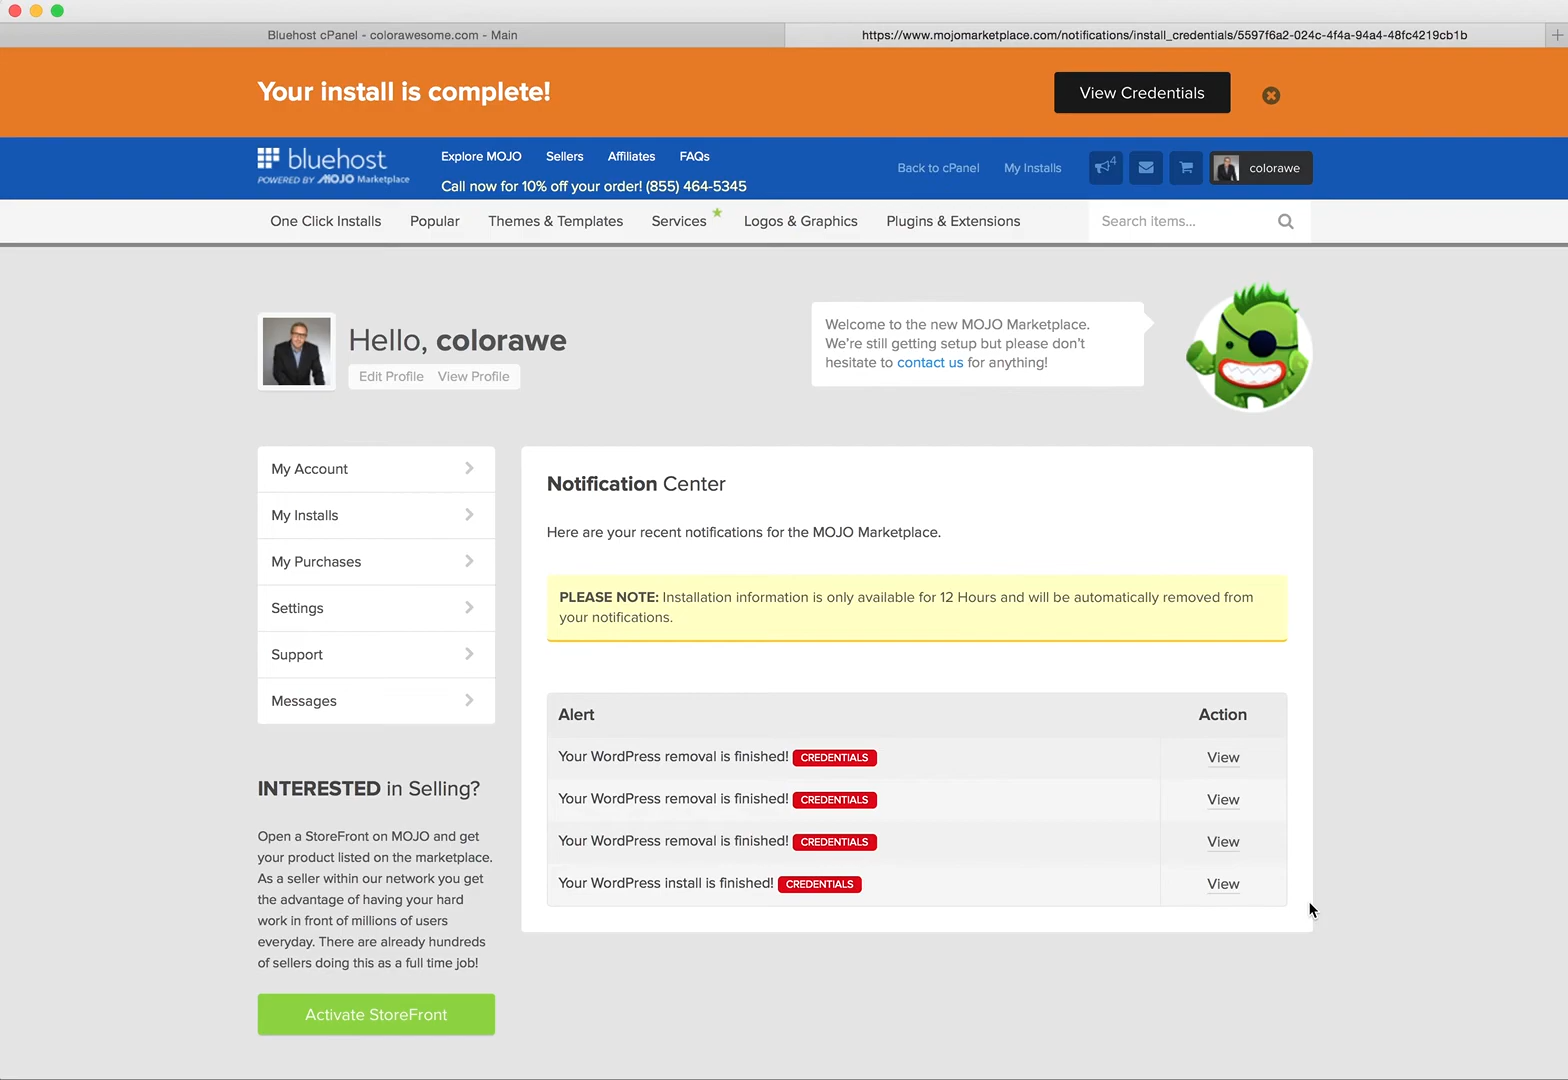 Bluehost cPanel - colorawesome.com - Main
https://www.mojomarketplace.com/notifications/install_credentials/5597f6a2-024c-4f4a-94a4-48fc4219cb1b
Your install is complete!
View Credentials
bluehost
POWERED BY MOJO Marketplace
Explore MOJO Sellers Affiliates FAQs
Call now for 10% off your order! (855) 464-5345
Back to cPanel My Installs 4 colorawe
One Click Installs Popular Themes & Templates Services Logos & Graphics Plugins & Extensions Search items...
Hello, colorawe
Edit Profile View Profile
Welcome to the new MOJO Marketplace.
We're still getting setup but please don't
hesitate to contact us for anything!
My Account
My Installs
My Purchases
Settings
Support
Messages
INTERESTED in Selling?
Open a StoreFront on MOJO and get
your product listed on the marketplace.
As a seller within our network you get
the advantage of having your hard
work in front of millions of users
everyday. There are already hundreds
of sellers doing this as a full time job!
Activate StoreFront
Notification Center
Here are your recent notifications for the MOJO Marketplace.
PLEASE NOTE: Installation information is only available for 12 Hours and will be automatically removed from
your notifications.
Alert Action
Your WordPress removal is finished! CREDENTIALS View
Your WordPress removal is finished! CREDENTIALS View
Your WordPress removal is finished! CREDENTIALS View
Your WordPress install is finished! CREDENTIALS View